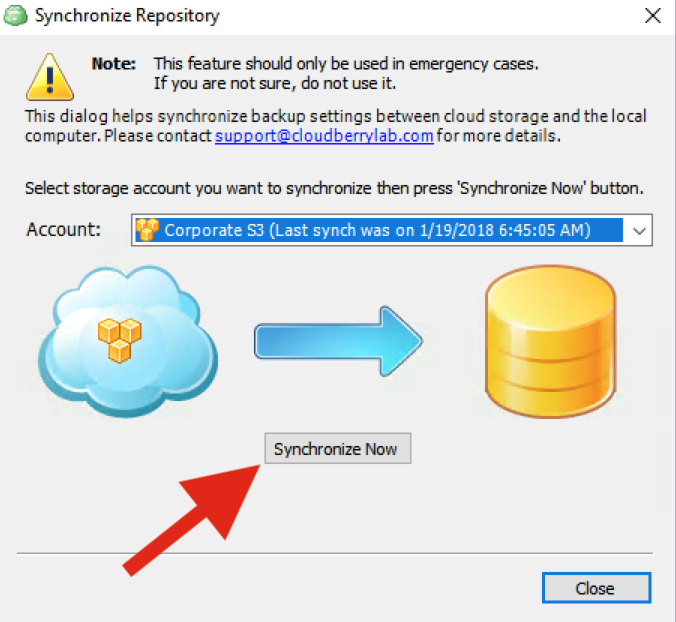 Synchronize Repository
Note: This feature should only be used in emergency cases.
If you are not sure, do not use it.
This dialog helps synchronize backup settings between cloud storage and the local
computer. Please contact support@cloudberrylab.com for more details.
Select storage account you want to synchronize then press 'Synchronize Now' button.
Account: Corporate S3 (Last synch was on 1/19/2018 6:45:05 AM)
Synchronize Now
Close